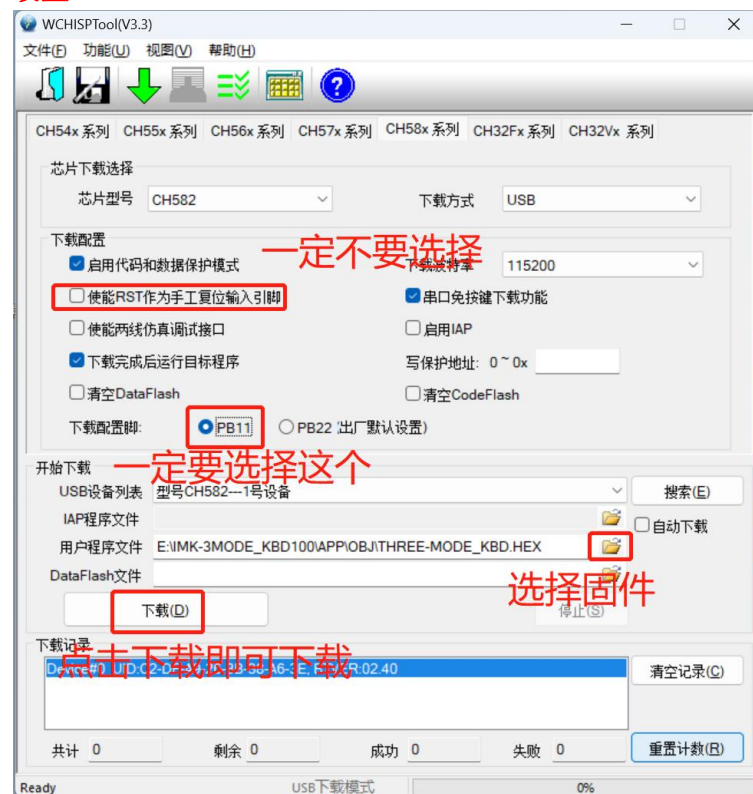 WCHISPTool(V3.3)
文件(F) 功能(U) 视图(V) 帮助(H)
CH54x 系列 CH55x 系列 CH56x 系列 CH57x 系列 CH58x 系列 CH32Fx 系列 CH32Vx 系列
芯片下载选择
芯片型号 CH582 下载方式 USB
下载配置
一定不要选择
启用代码和数据保护模式 下载波特率 115200
使能RST作为手工复位输入引脚 串口免按键下载功能
使能两线仿真调试接口 启用IAP
下载完成后运行目标程序 写保护地址: 0 ~ 0x
清空DataFlash 清空CodeFlash
下载配置脚: PB11 PB22 出厂默认设置)
一定要选择这个
开始下载
USB设备列表 型号CH582---1号设备 搜索(E)
IAP程序文件 自动下载
用户程序文件 E:\IMK-3MODE_KBD100\APP\OBJ\THREE-MODE_KBD.HEX
DataFlash文件
选择固件
下载(D) 停止(S)
下载记录
点击下载即可下载
清空记录(C)
共计 0 剩余 0 成功 0 失败 0 重置计数(R)
Ready USB下载模式 0%